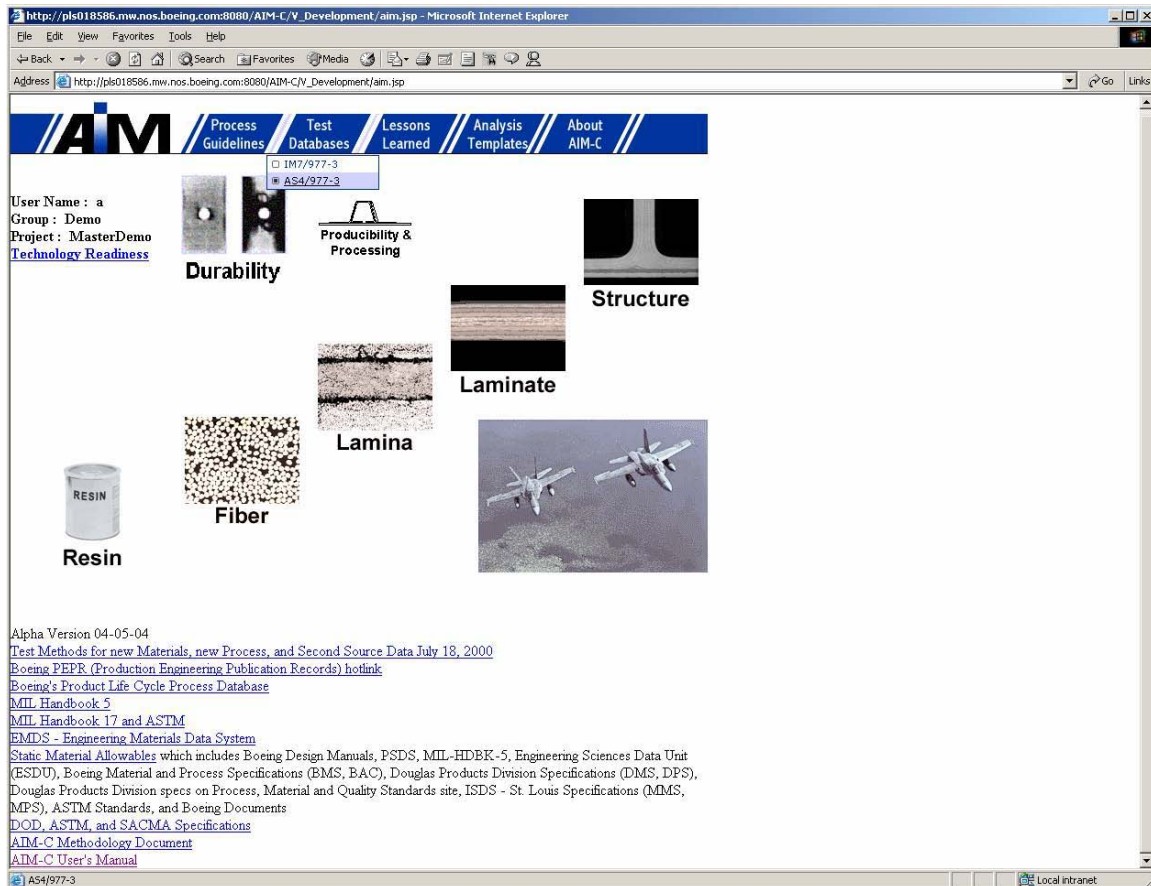 http://pls018586.mw.nos.boeing.com:8080/AIM-C/V_Development/aim.jsp - Microsoft Internet Explorer
File Edit View Favorites Tools Help
Back Search Favorites Media
Address http://pls018586.mw.nos.boeing.com:8080/AIM-C/V_Development/aim.jsp Go Links
AIM
Process Guidelines
Test Databases
Lessons Learned
Analysis Templates
About AIM-C
IM7/977-3
AS4/977-3
User Name : a
Group : Demo
Project : MasterDemo
Technology Readiness
Durability
Producibility &
Processing
Structure
Laminate
Lamina
Fiber
RESIN
Resin
Alpha Version 04-05-04
Test Methods for new Materials, new Process, and Second Source Data July 18, 2000
Boeing PEPR (Production Engineering Publication Records) hotlink
Boeing's Product Life Cycle Process Database
MIL Handbook 5
MIL Handbook 17 and ASTM
EMDS - Engineering Materials Data System
Static Material Allowables which includes Boeing Design Manuals, PSDS, MIL-HDBK-5, Engineering Sciences Data Unit
(ESDU), Boeing Material and Process Specifications (BMS, BAC), Douglas Products Division Specifications (DMS, DPS),
Douglas Products Division specs on Process, Material and Quality Standards site, ISDS - St. Louis Specifications (MMS,
MPS), ASTM Standards, and Boeing Documents
DOD, ASTM, and SACMA Specifications
AIM-C Methodology Document
AIM-C User's Manual
AS4/977-3 Local intranet